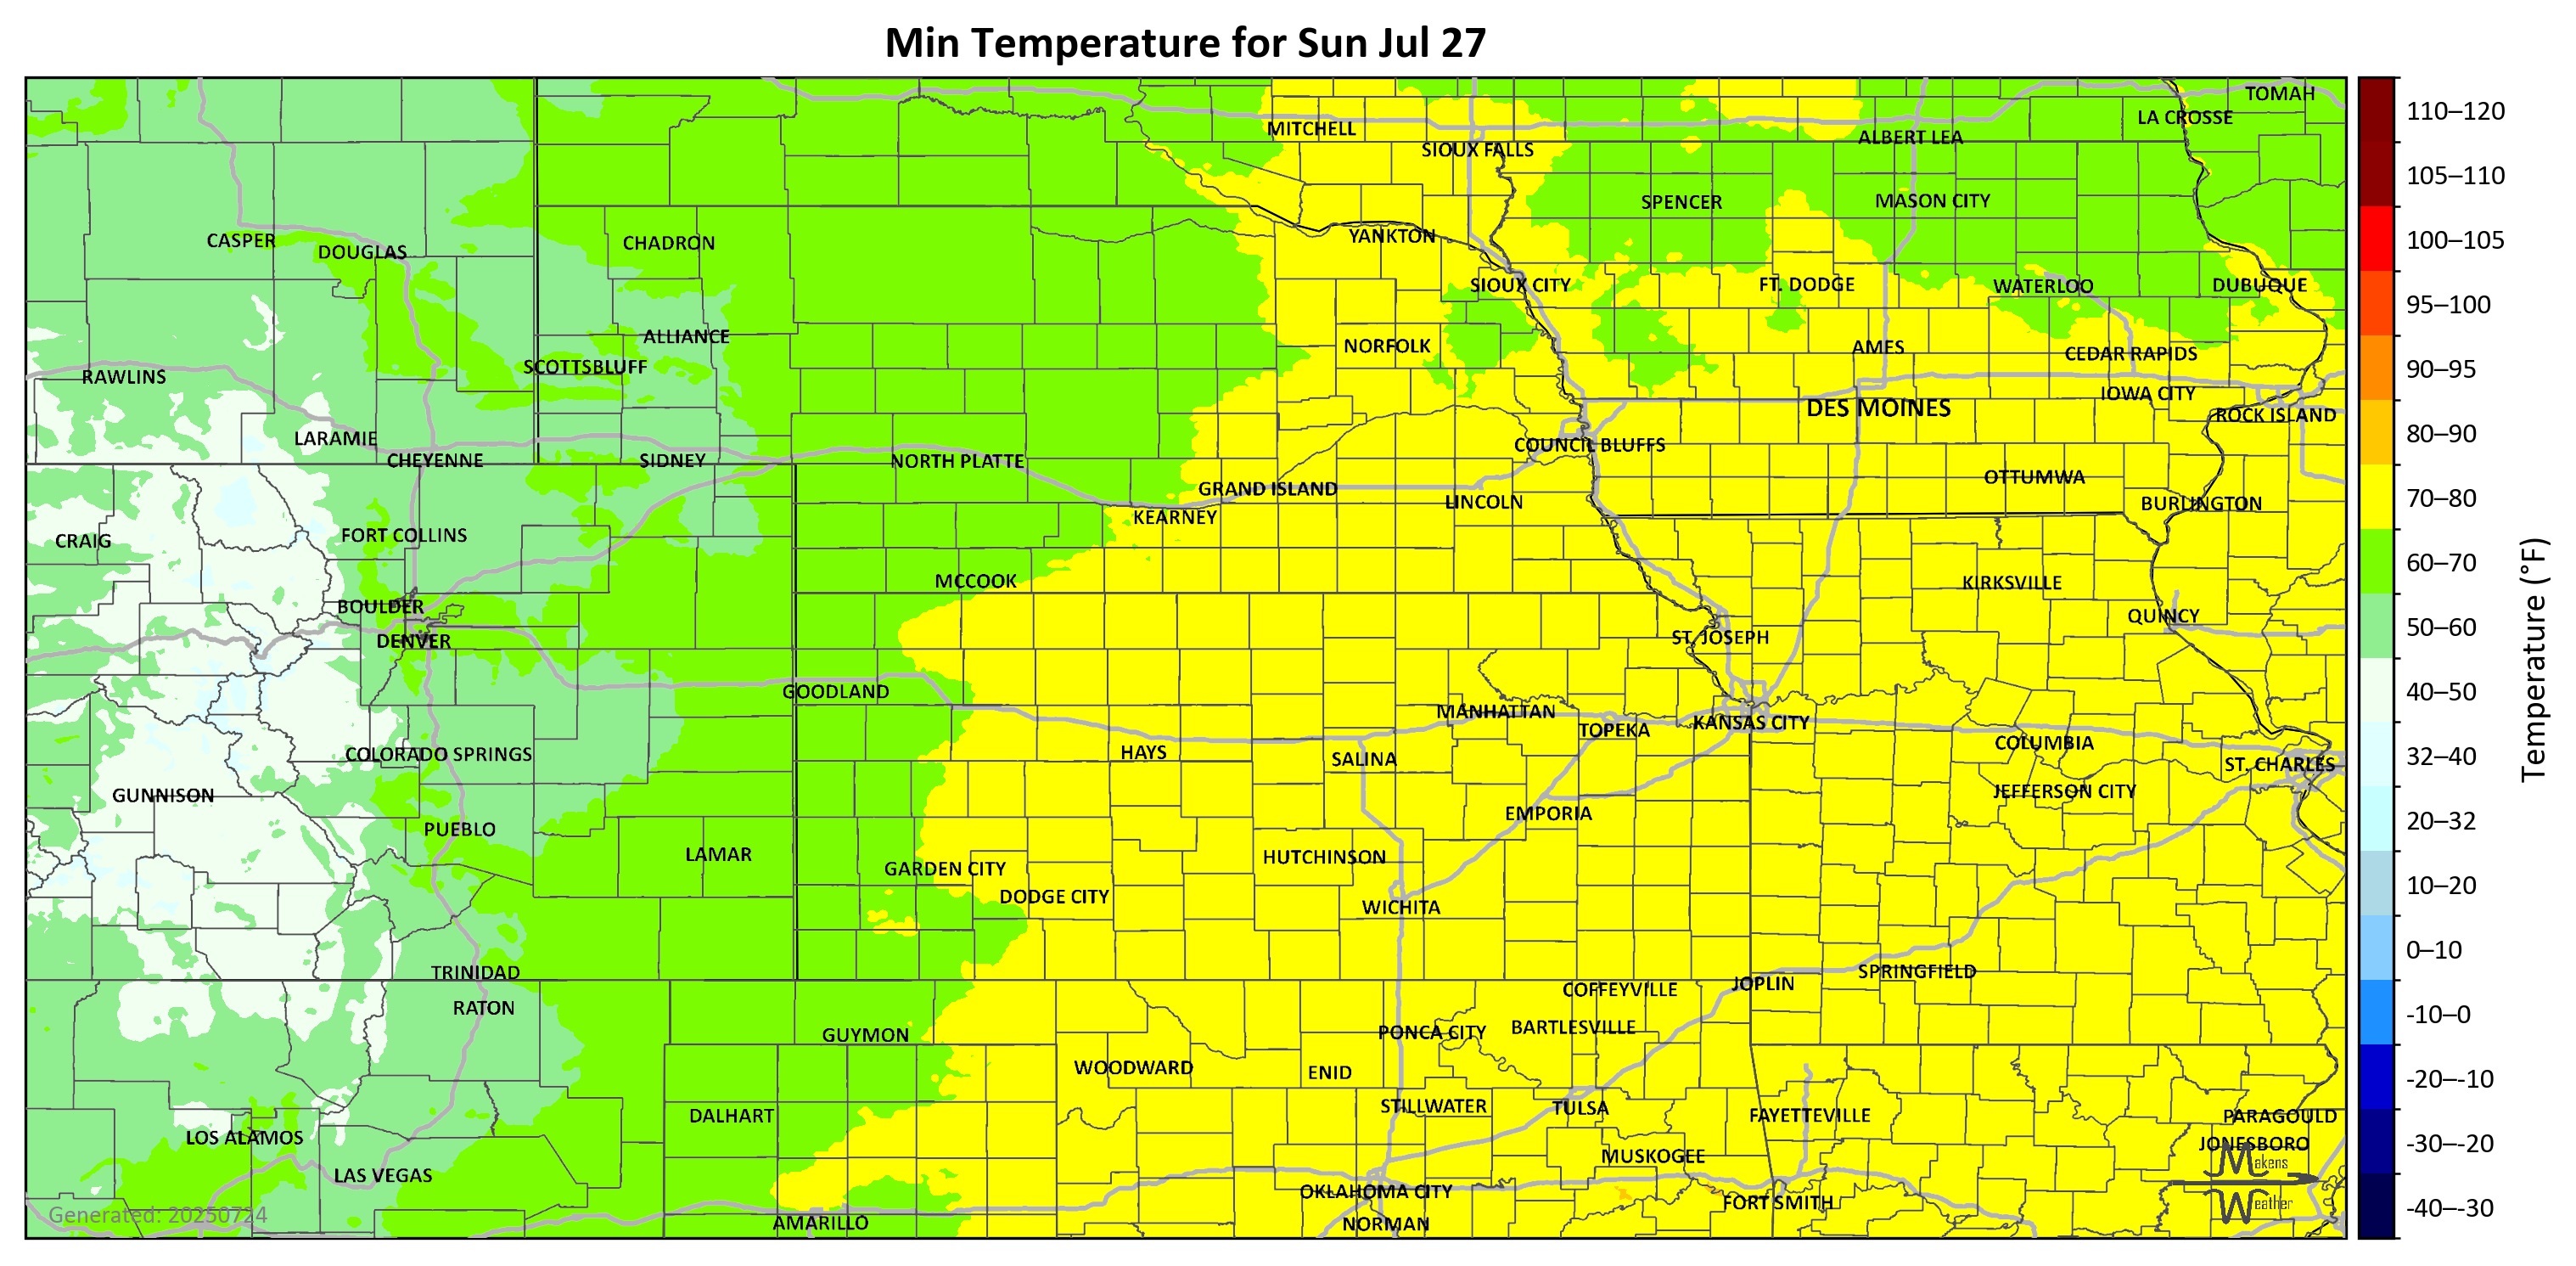 Min Temperature for Sun Jul 27
TOMAH
LA CROSSE
MITCHELL
ALBERT LEA
SIOUX FALLS
SPENCER
MASON CITY
YANKTON
CASPER
CHADRON
DOUGLAS
SIOUX CITY
FT. DODGE
WATERLOO
DUBUQUE
ALLIANCE
NORFOLK
AMES
CEDAR RAPIDS
SCOTTSBLUFF
RAWLINS
IOWA CITY
DES MOINES
ROCK ISLAND
LARAMIE
COUNCIL BLUFFS
CHEYENNE
SIDNEY
NORTH PLATTE
OTTUMWA
GRAND ISLAND
LINCOLN
BURLINGTON
KEARNEY
FORT COLLINS
CRAIG
MCCOOK
KIRKSVILLE
BOULDER
QUINCY
DENVER
ST. JOSEPH
GOODLAND
MANHATTAN
KANSAS CITY
TOPEKA
COLUMBIA
HAYS
COLORADO SPRINGS
SALINA
ST. CHARLES
JEFFERSON CITY
GUNNISON
EMPORIA
PUEBLO
LAMAR
HUTCHINSON
GARDEN CITY
DODGE CITY
WICHITA
TRINIDAD
SPRINGFIELD
JOPLIN
COFFEYVILLE
RATON
BARTLESVILLE
PONCA CITY
GUYMON
WOODWARD
ENID
STILLWATER
TULSA
DALHART
FAYETTEVILLE
PARAGOULD
LOS ALAMOS
JONESBORO
MUSKOGEE
LAS VEGAS
OKLAHOMA CITY
FORT SMITH
AMARILLO
NORMAN
Generated: 20250724
Makens
Weather
110–120
105–110
100–105
95–100
90–95
80–90
70–80
60–70
50–60
40–50
32–40
20–32
10–20
0–10
-10–0
-20–-10
-30–-20
-40–-30
Temperature (°F)